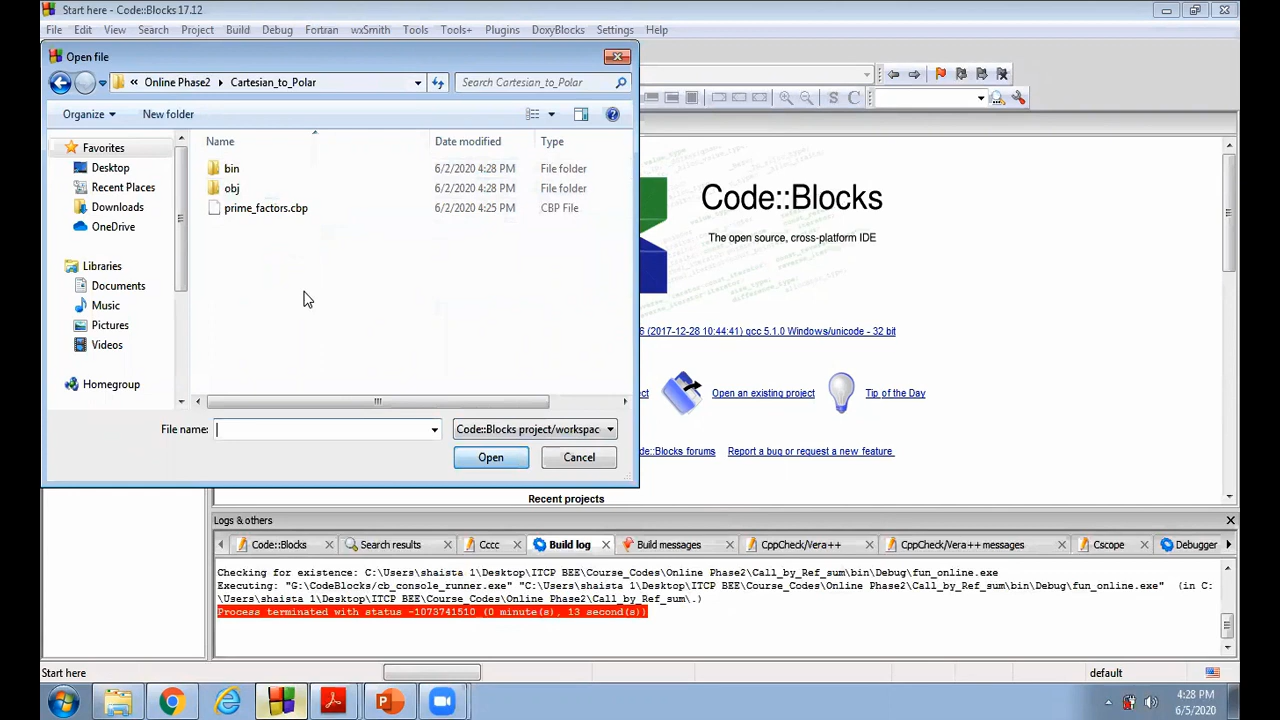 Start here - Code::Blocks 17.12
File Edit View Search Project Build Debug Fortran wxSmith Tools Tools+ Plugins DoxyBlocks Settings Help
Open file
« Online Phase2 Cartesian_to_Polar Search Cartesian_to_Polar
Organize New folder
Name Date modified Type
bin 6/2/2020 4:28 PM File folder
obj 6/2/2020 4:28 PM File folder
prime_factors.cbp 6/2/2020 4:25 PM CBP File
Favorites
Desktop
Recent Places
Downloads
OneDrive
Libraries
Documents
Music
Pictures
Videos
Homegroup
File name: Code::Blocks project/workspac
Open Cancel
S C
Code::Blocks
The open source, cross-platform IDE
6 (2017-12-28 10:44:41) gcc 5.1.0 Windows/unicode - 32 bit
ct Open an existing project Tip of the Day
de::Blocks forums Report a bug or request a new feature
Recent projects
Logs & others
Code::Blocks Search results Cccc Build log Build messages CppCheck/Vera++ CppCheck/Vera++ messages Cscope Debugger
Checking for existence: C:\Users\shaista 1\Desktop\ITCP BEE\Course_Codes\Online Phase2\Call_by_Ref_sum\bin\Debug\fun_online.exe
Executing: "G:\CodeBlocks/cb_console_runner.exe" "C:\Users\shaista 1\Desktop\ITCP BEE\Course_Codes\Online Phase2\Call_by_Ref_sum\bin\Debug\fun_online.exe" (in C:
\Users\shaista 1\Desktop\ITCP BEE\Course_Codes\Online Phase2\Call_by_Ref_sum\.)
Process terminated with status -1073741510 (0 minute(s), 13 second(s))
Start here default
4:28 PM
6/5/2020